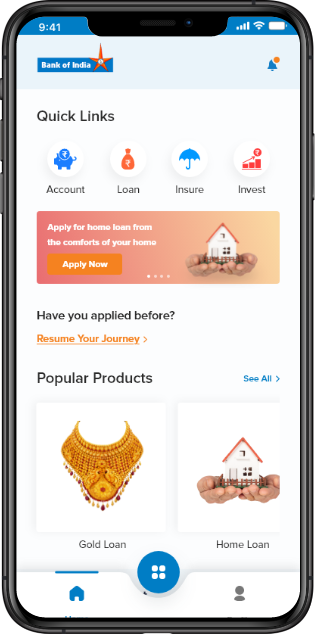 9:41
Bank of India
Quick Links
Account Loan Insure Invest
Apply for home loan from
the comforts of your home
Apply Now
Have you applied before?
Resume Your Journey
Popular Products
See All
Gold Loan Home Loan